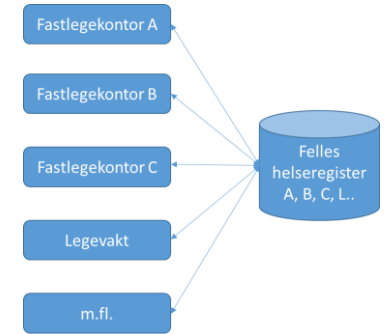 Fastlegekontor A
Fastlegekontor B
Fastlegekontor C
Legevakt
m.fl.
Felles
helseregister
A, B, C, L..